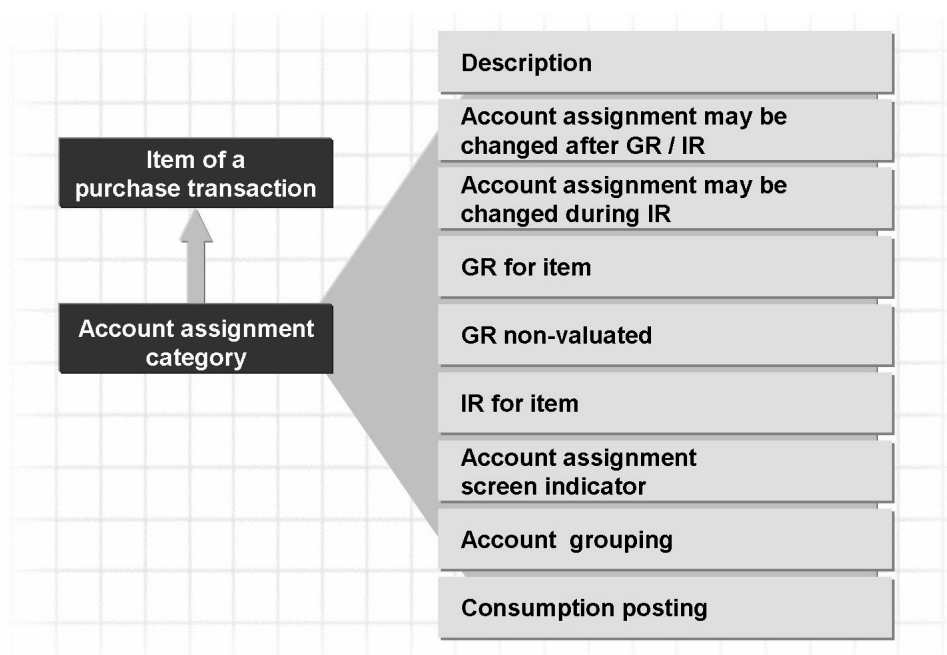 Item of a
purchase transaction
Account assignment
category
Description
Account assignment may be
changed after GR / IR
Account assignment may be
changed during IR
GR for item
GR non-valuated
IR for item
Account assignment
screen indicator
Account grouping
Consumption posting